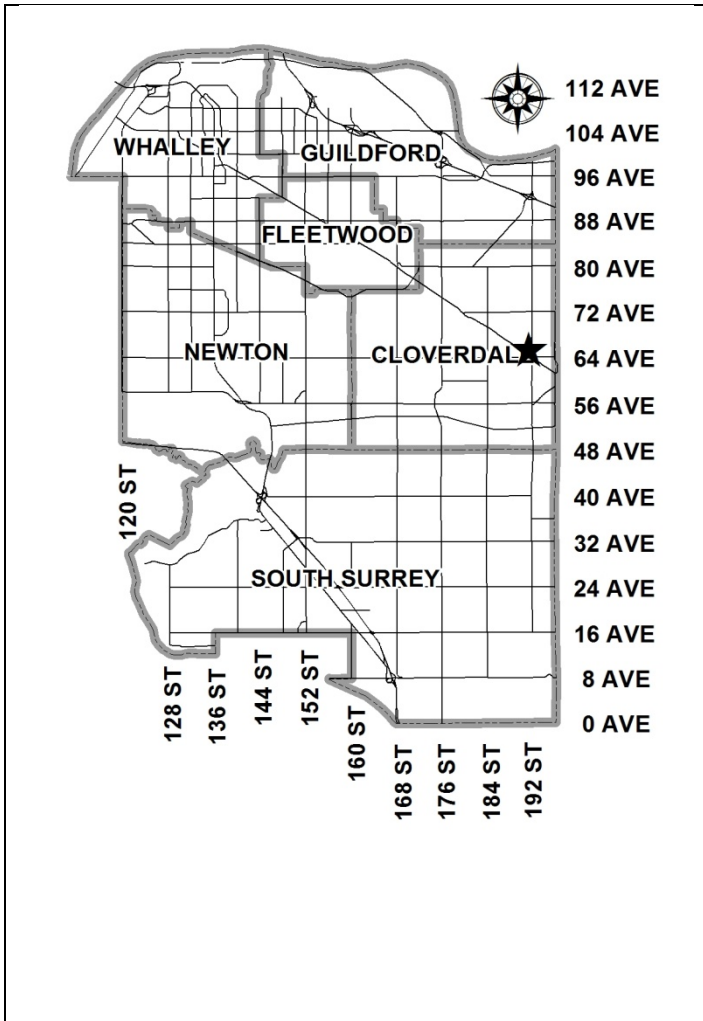 112 AVE
104 AVE
WHALLEY
GUILDFORD
96 AVE
88 AVE
FLEETWOOD
80 AVE
72 AVE
NEWTON
CLOVERDALE
64 AVE
56 AVE
48 AVE
120 ST
40 AVE
32 AVE
SOUTH SURREY
24 AVE
16 AVE
8 AVE
0 AVE
128 ST
136 ST
144 ST
152 ST
160 ST
168 ST
176 ST
184 ST
192 ST